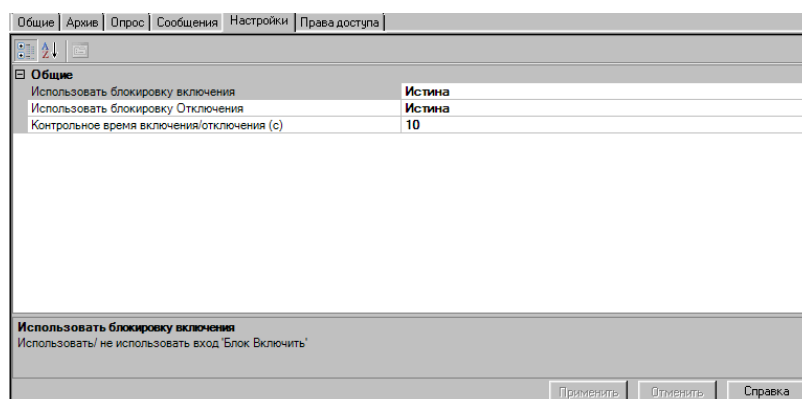 Общие Архив Опрос Сообщения Настройки Права доступа
Общие
Использовать блокировку включения Истина
Использовать блокировку Отключения Истина
Контрольное время включения/отключения (с) 10
Использовать блокировку включения
Использовать/ не использовать вход 'Блок Включить'
Применить Отменить Справка